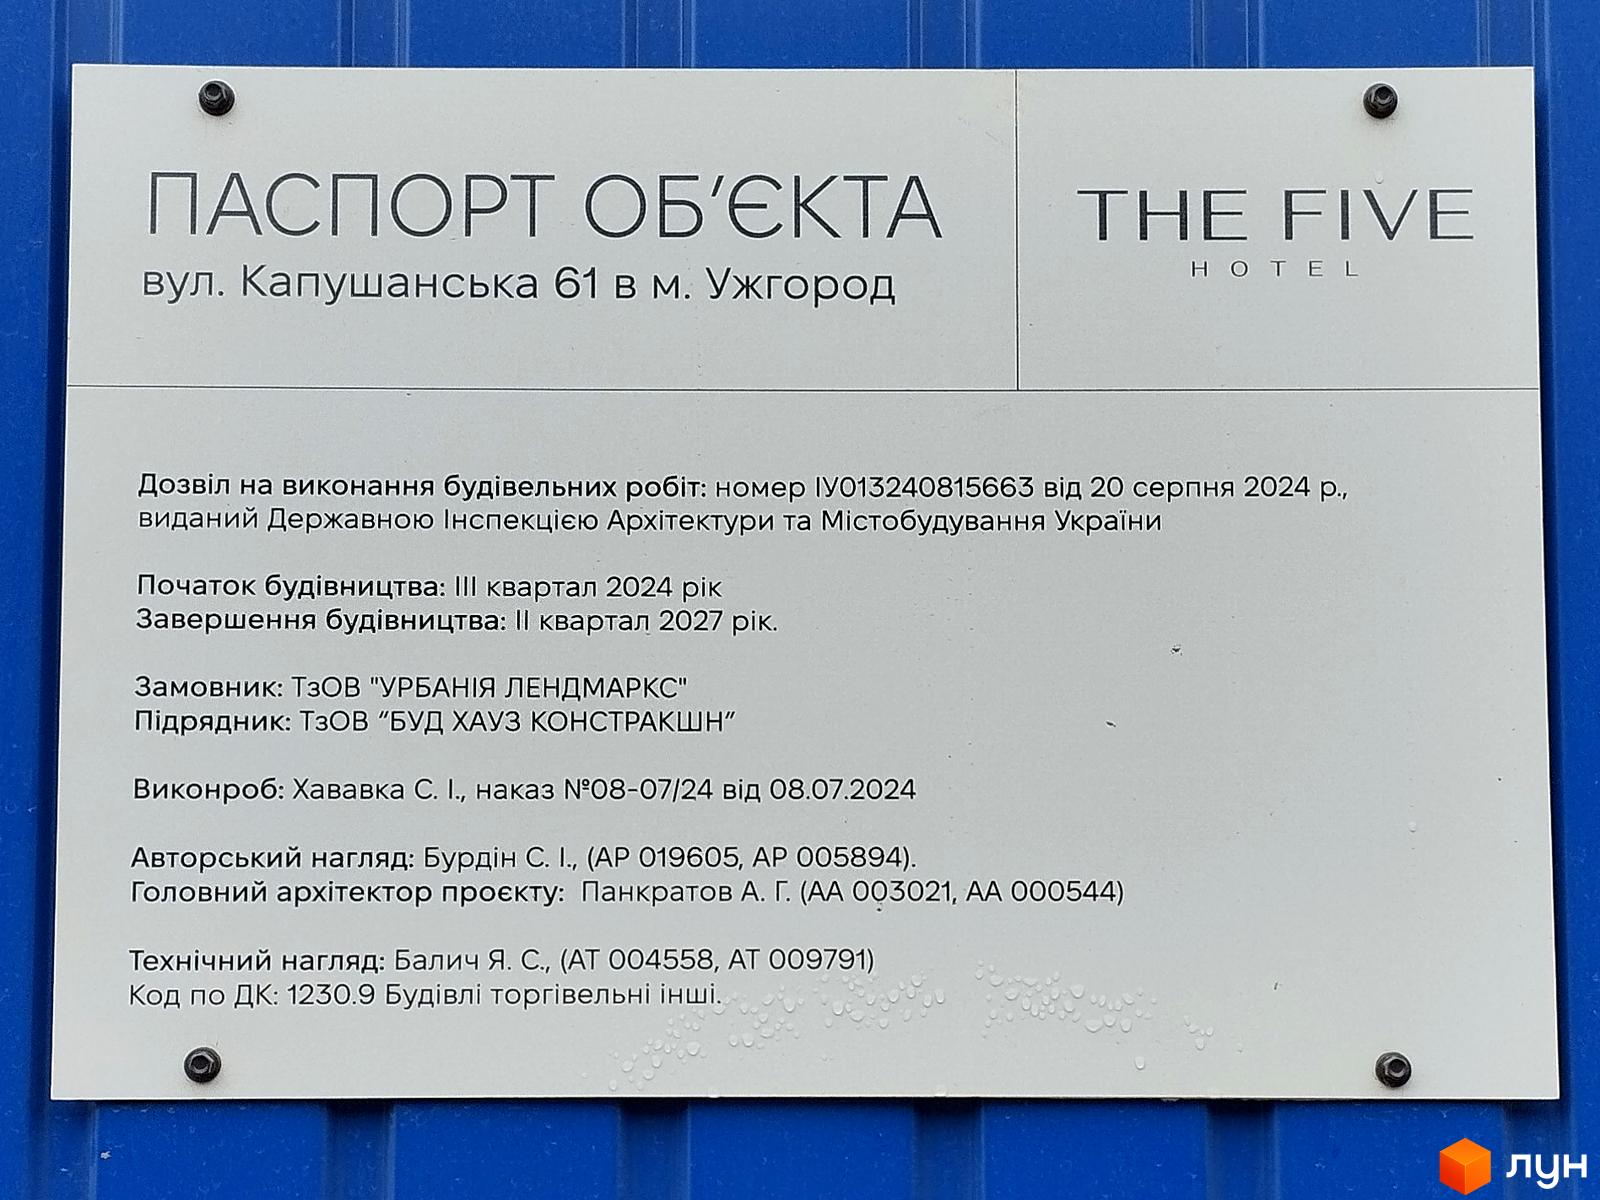 ПАСПОРТ ОБ’ЄКТА
вул. Капушанська 61 в м. Ужгород
THE FIVE
HOTEL
Дозвіл на виконання будівельних робіт: номер ІУ013240815663 від 20 серпня 2024 р.,
виданий Державною Інспекцією Архітектури та Містобудування України
Початок будівництва: ІІІ квартал 2024 рік
Завершення будівництва: ІІ квартал 2027 рік.
Замовник: ТзОВ "УРБАНІЯ ЛЕНДМАРКС"
Підрядник: ТзОВ “БУД ХАУЗ КОНСТРАКШН”
Виконроб: Хававка С. І., наказ №08-07/24 від 08.07.2024
Авторський нагляд: Бурдін С. І., (АР 019605, АР 005894).
Головний архітектор проєкту: Панкратов А. Г. (АА 003021, АА 000544)
Технічний нагляд: Балич Я. С., (АТ 004558, АТ 009791)
Код по ДК: 1230.9 Будівлі торгівельні інші.
лун